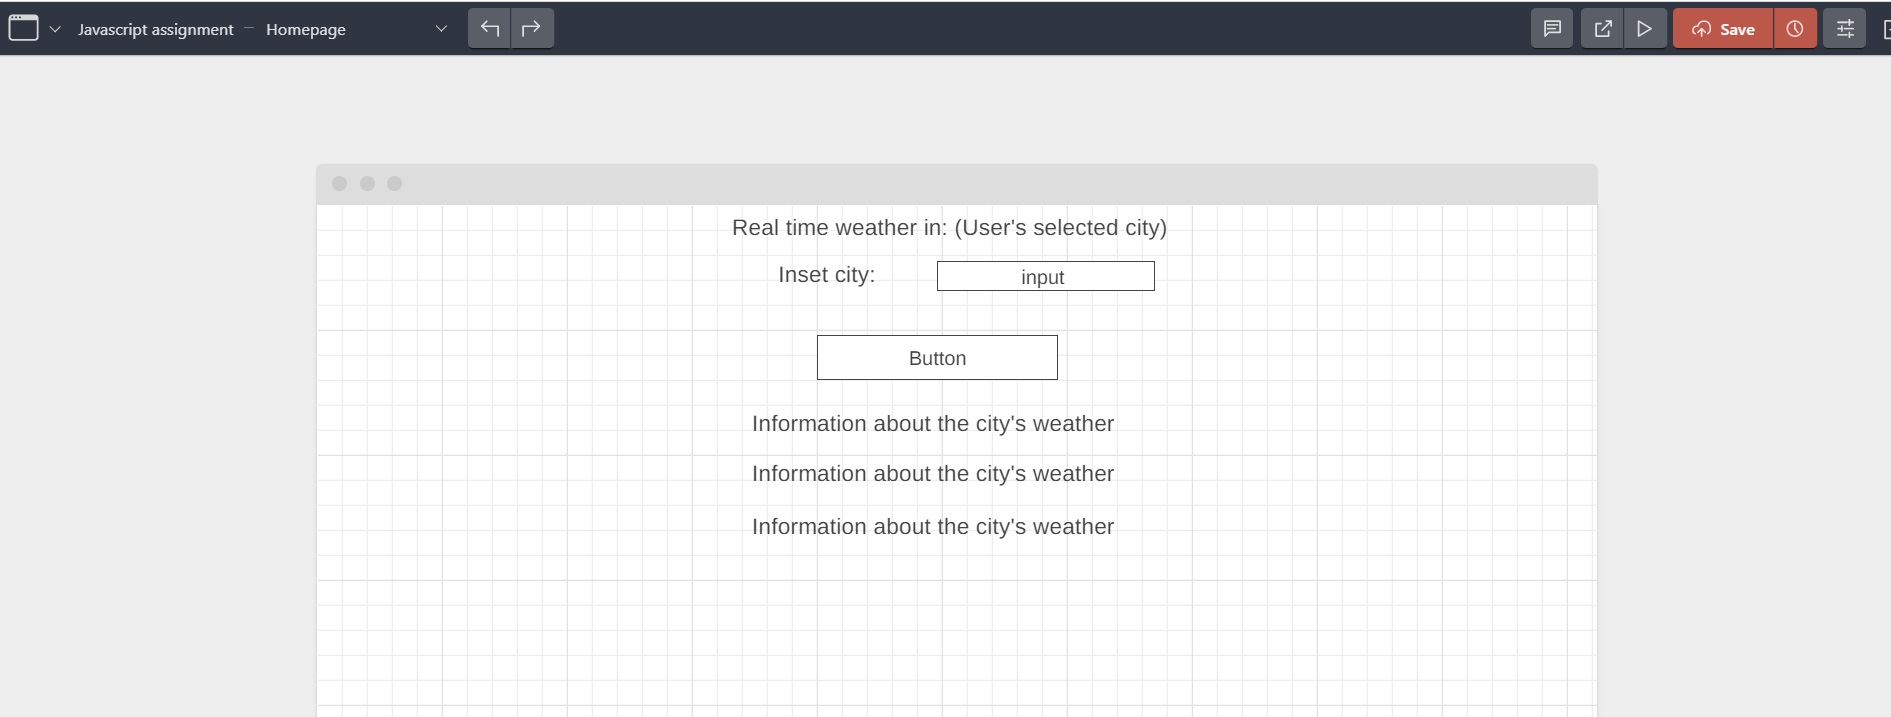 Javascript assignment – Homepage Save
Real time weather in: (User's selected city)
Inset city: input
Button
Information about the city's weather
Information about the city's weather
Information about the city's weather